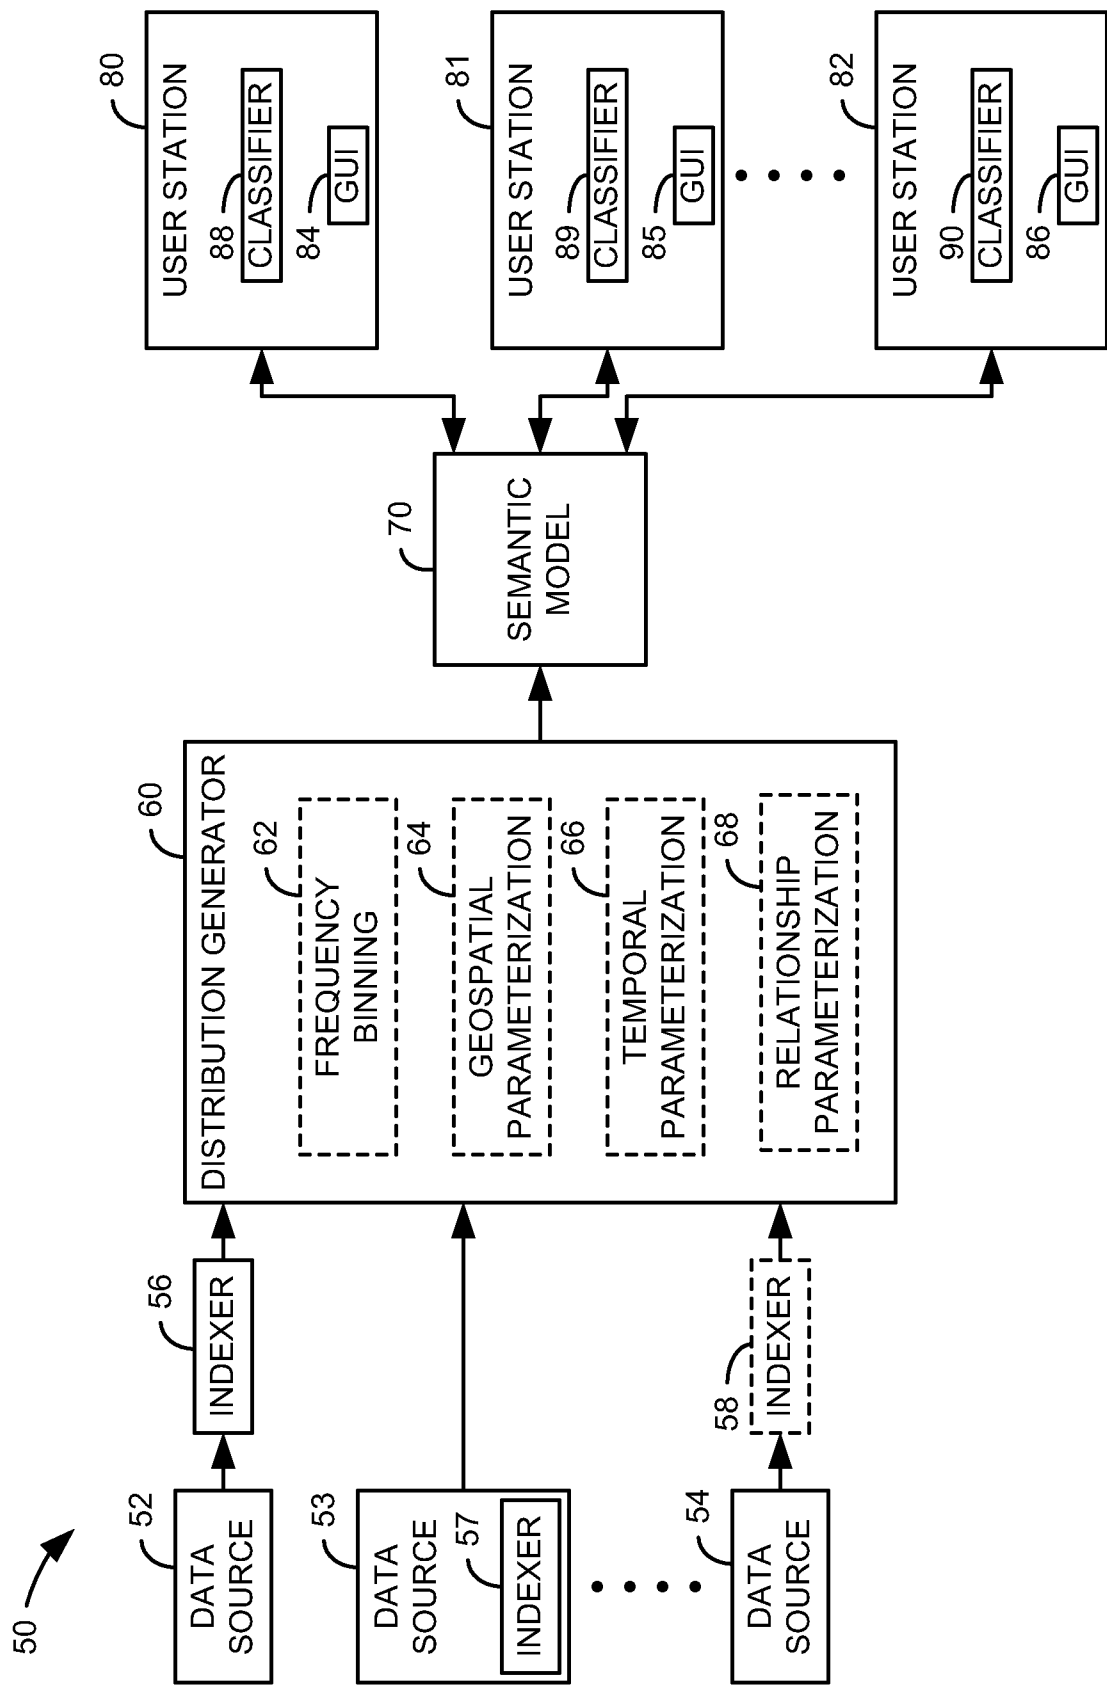 50
52
DATA
SOURCE
56
INDEXER
53
DATA
SOURCE
57
INDEXER
54
DATA
SOURCE
58
INDEXER
60
DISTRIBUTION GENERATOR
62
FREQUENCY
BINNING
64
GEOSPATIAL
PARAMETERIZATION
66
TEMPORAL
PARAMETERIZATION
68
RELATIONSHIP
PARAMETERIZATION
70
SEMANTIC
MODEL
80
USER STATION
88
CLASSIFIER
84
GUI
81
USER STATION
89
CLASSIFIER
85
GUI
82
USER STATION
90
CLASSIFIER
86
GUI